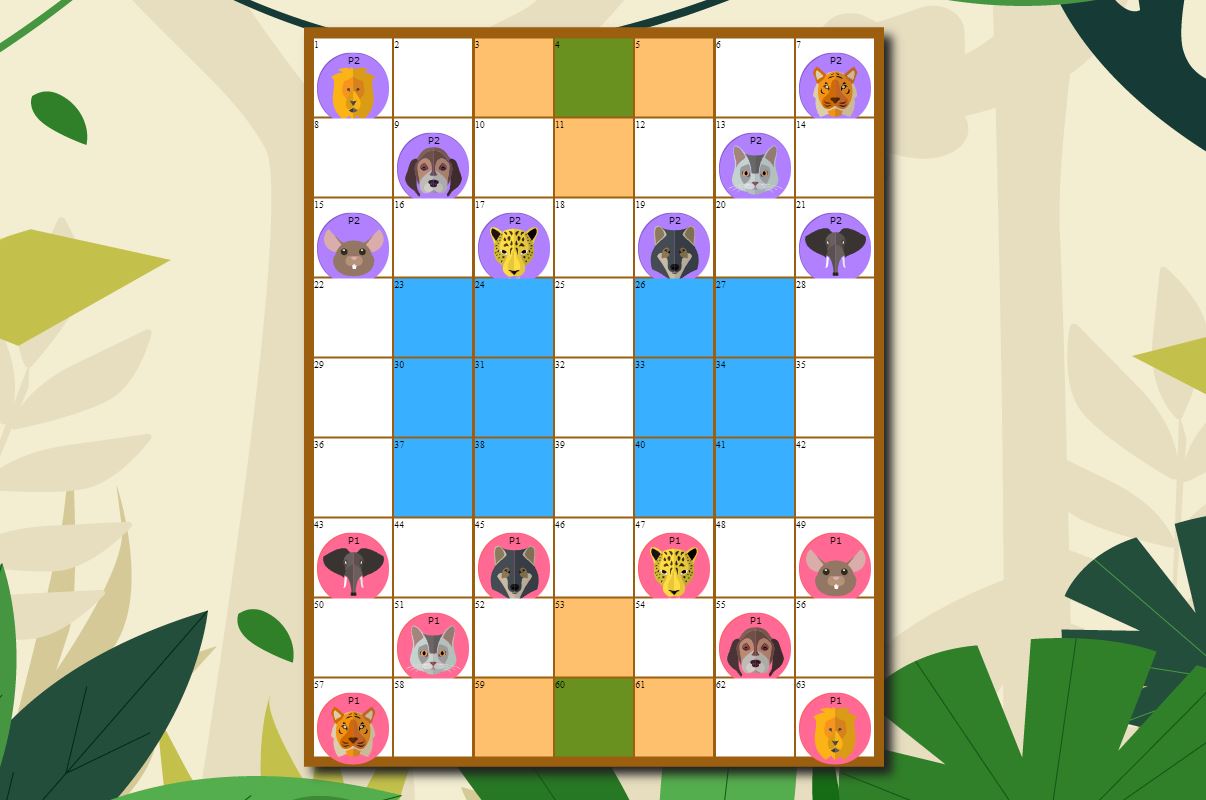 1 2 3 4 5 6 7
P2 P2
8 9 10 11 12 13 14
P2 P2
15 16 17 18 19 20 21
P2 P2 P2 P2
22 23 24 25 26 27 28
29 30 31 32 33 34 35
36 37 38 39 40 41 42
43 44 45 46 47 48 49
P1 P1 P1 P1
50 51 52 53 54 55 56
P1 P1
57 58 59 60 61 62 63
P1 P1